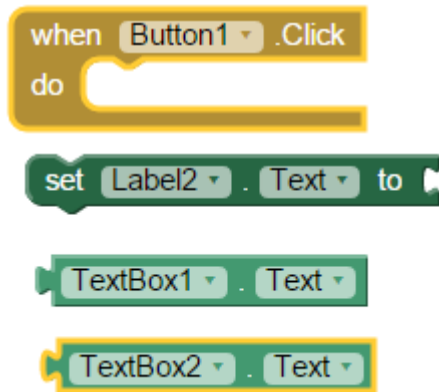 when Button1 .Click
do
set Label2 . Text to
TextBox1 . Text
TextBox2 . Text